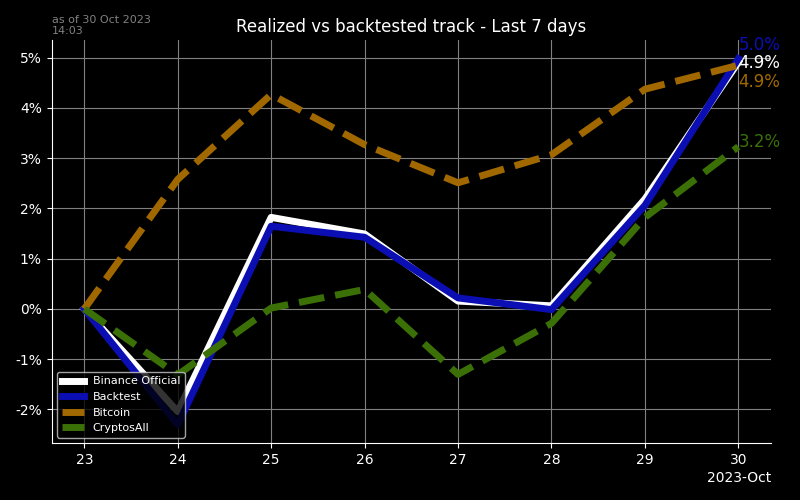 as of 30 Oct 2023
14:03
Realized vs backtested track - Last 7 days
5%
4%
3%
2%
1%
0%
-1%
-2%
5.0%
4.9%
4.9%
3.2%
Binance Official
Backtest
Bitcoin
CryptosAll
23 24 25 26 27 28 29 30
2023-Oct